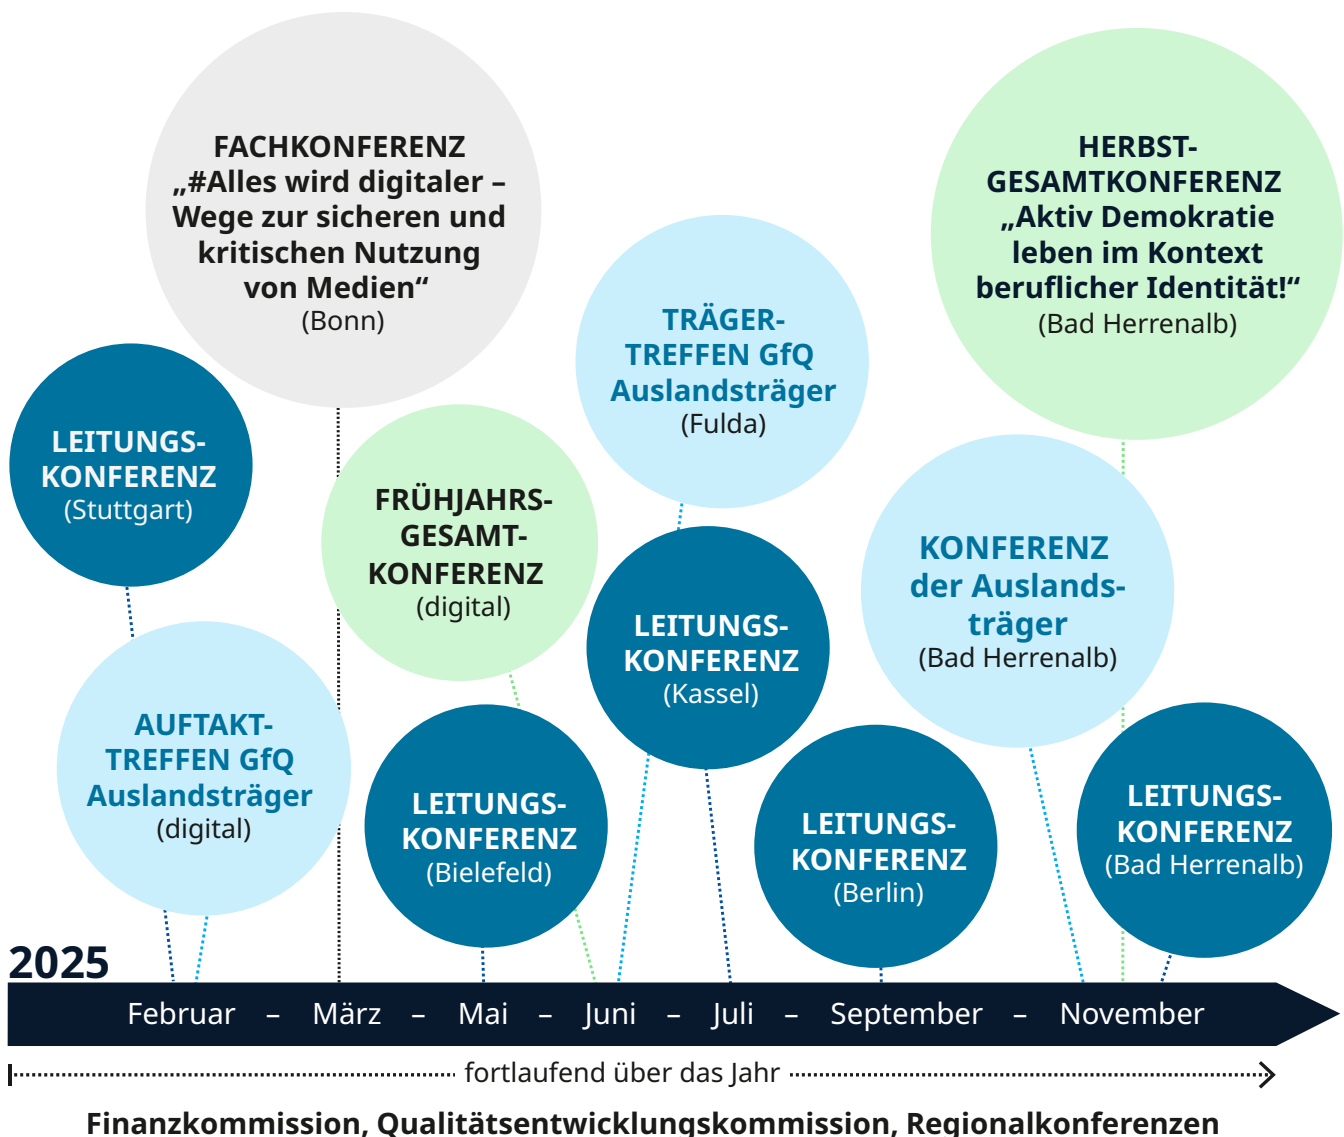 FACHKONFERENZ
„#Alles wird digitaler –
Wege zur sicheren und
kritischen Nutzung
von Medien“
(Bonn)
HERBST-
GESAMTKONFERENZ
„Aktiv Demokratie
leben im Kontext
beruflicher Identität!“
(Bad Herrenalb)
TRÄGER-
TREFFEN GfQ
Auslandsträger
(Fulda)
LEITUNGS-
KONFERENZ
(Stuttgart)
FRÜHJAHRS-
GESAMT-
KONFERENZ
(digital)
KONFERENZ
der Auslands-
träger
(Bad Herrenalb)
LEITUNGS-
KONFERENZ
(Kassel)
AUFTAKT-
TREFFEN GfQ
Auslandsträger
(digital)
LEITUNGS-
KONFERENZ
(Bielefeld)
LEITUNGS-
KONFERENZ
(Berlin)
LEITUNGS-
KONFERENZ
(Bad Herrenalb)
2025
Februar – März – Mai – Juni – Juli – September – November
fortlaufend über das Jahr
Finanzkommission, Qualitätsentwicklungskommission, Regionalkonferenzen